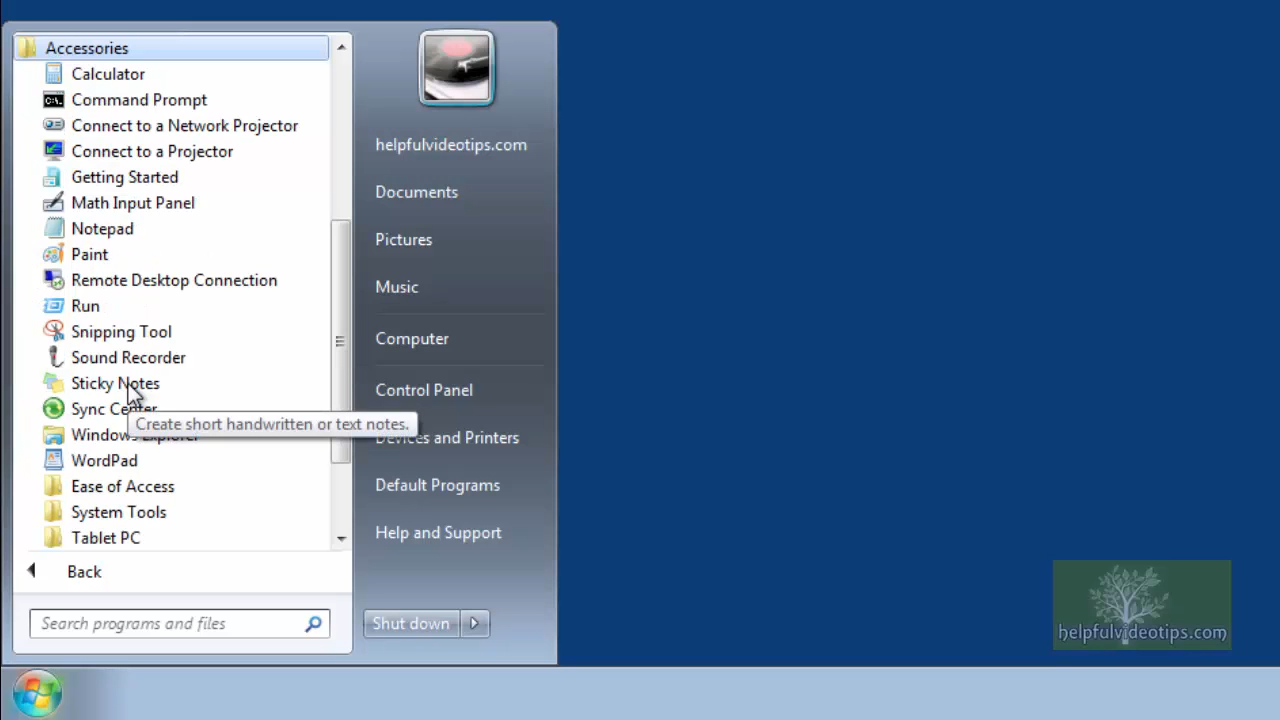 Accessories
Calculator
Command Prompt
Connect to a Network Projector
Connect to a Projector
Getting Started
Math Input Panel
Notepad
Paint
Remote Desktop Connection
Run
Snipping Tool
Sound Recorder
Sticky Notes
Sync Center
Create short handwritten or text notes.
Windows Explorer
WordPad
Ease of Access
System Tools
Tablet PC
Back
Search programs and files
helpfulvideotips.com
Documents
Pictures
Music
Computer
Control Panel
Devices and Printers
Default Programs
Help and Support
Shut down
helpfulvideotips.com